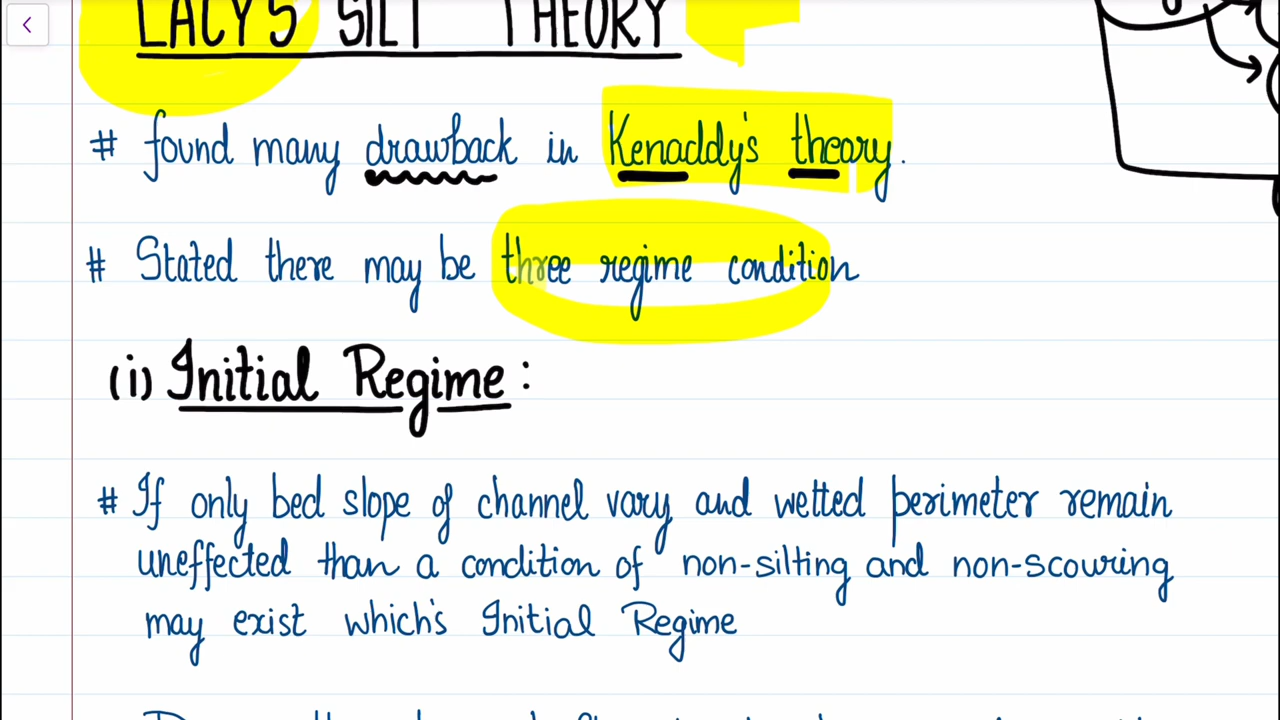 LACY'S SILT THEORY
# found many drawback in Kenaddy's theory.
# Stated there may be three regime condition
(i) Initial Regime:
# If only bed slope of channel vary and wetted perimeter remain
uneffected than a condition of non-silting and non-scouring
may exist which's Initial Regime